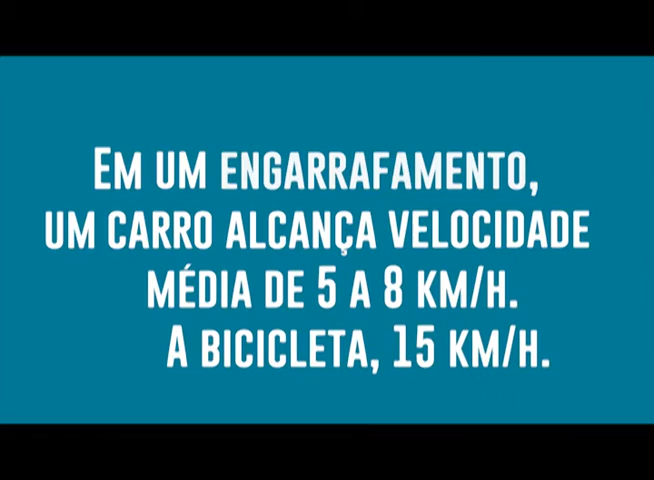 Em um engarrafamento,
um carro alcança velocidade
média de 5 a 8 km/h.
A bicicleta, 15 km/h.